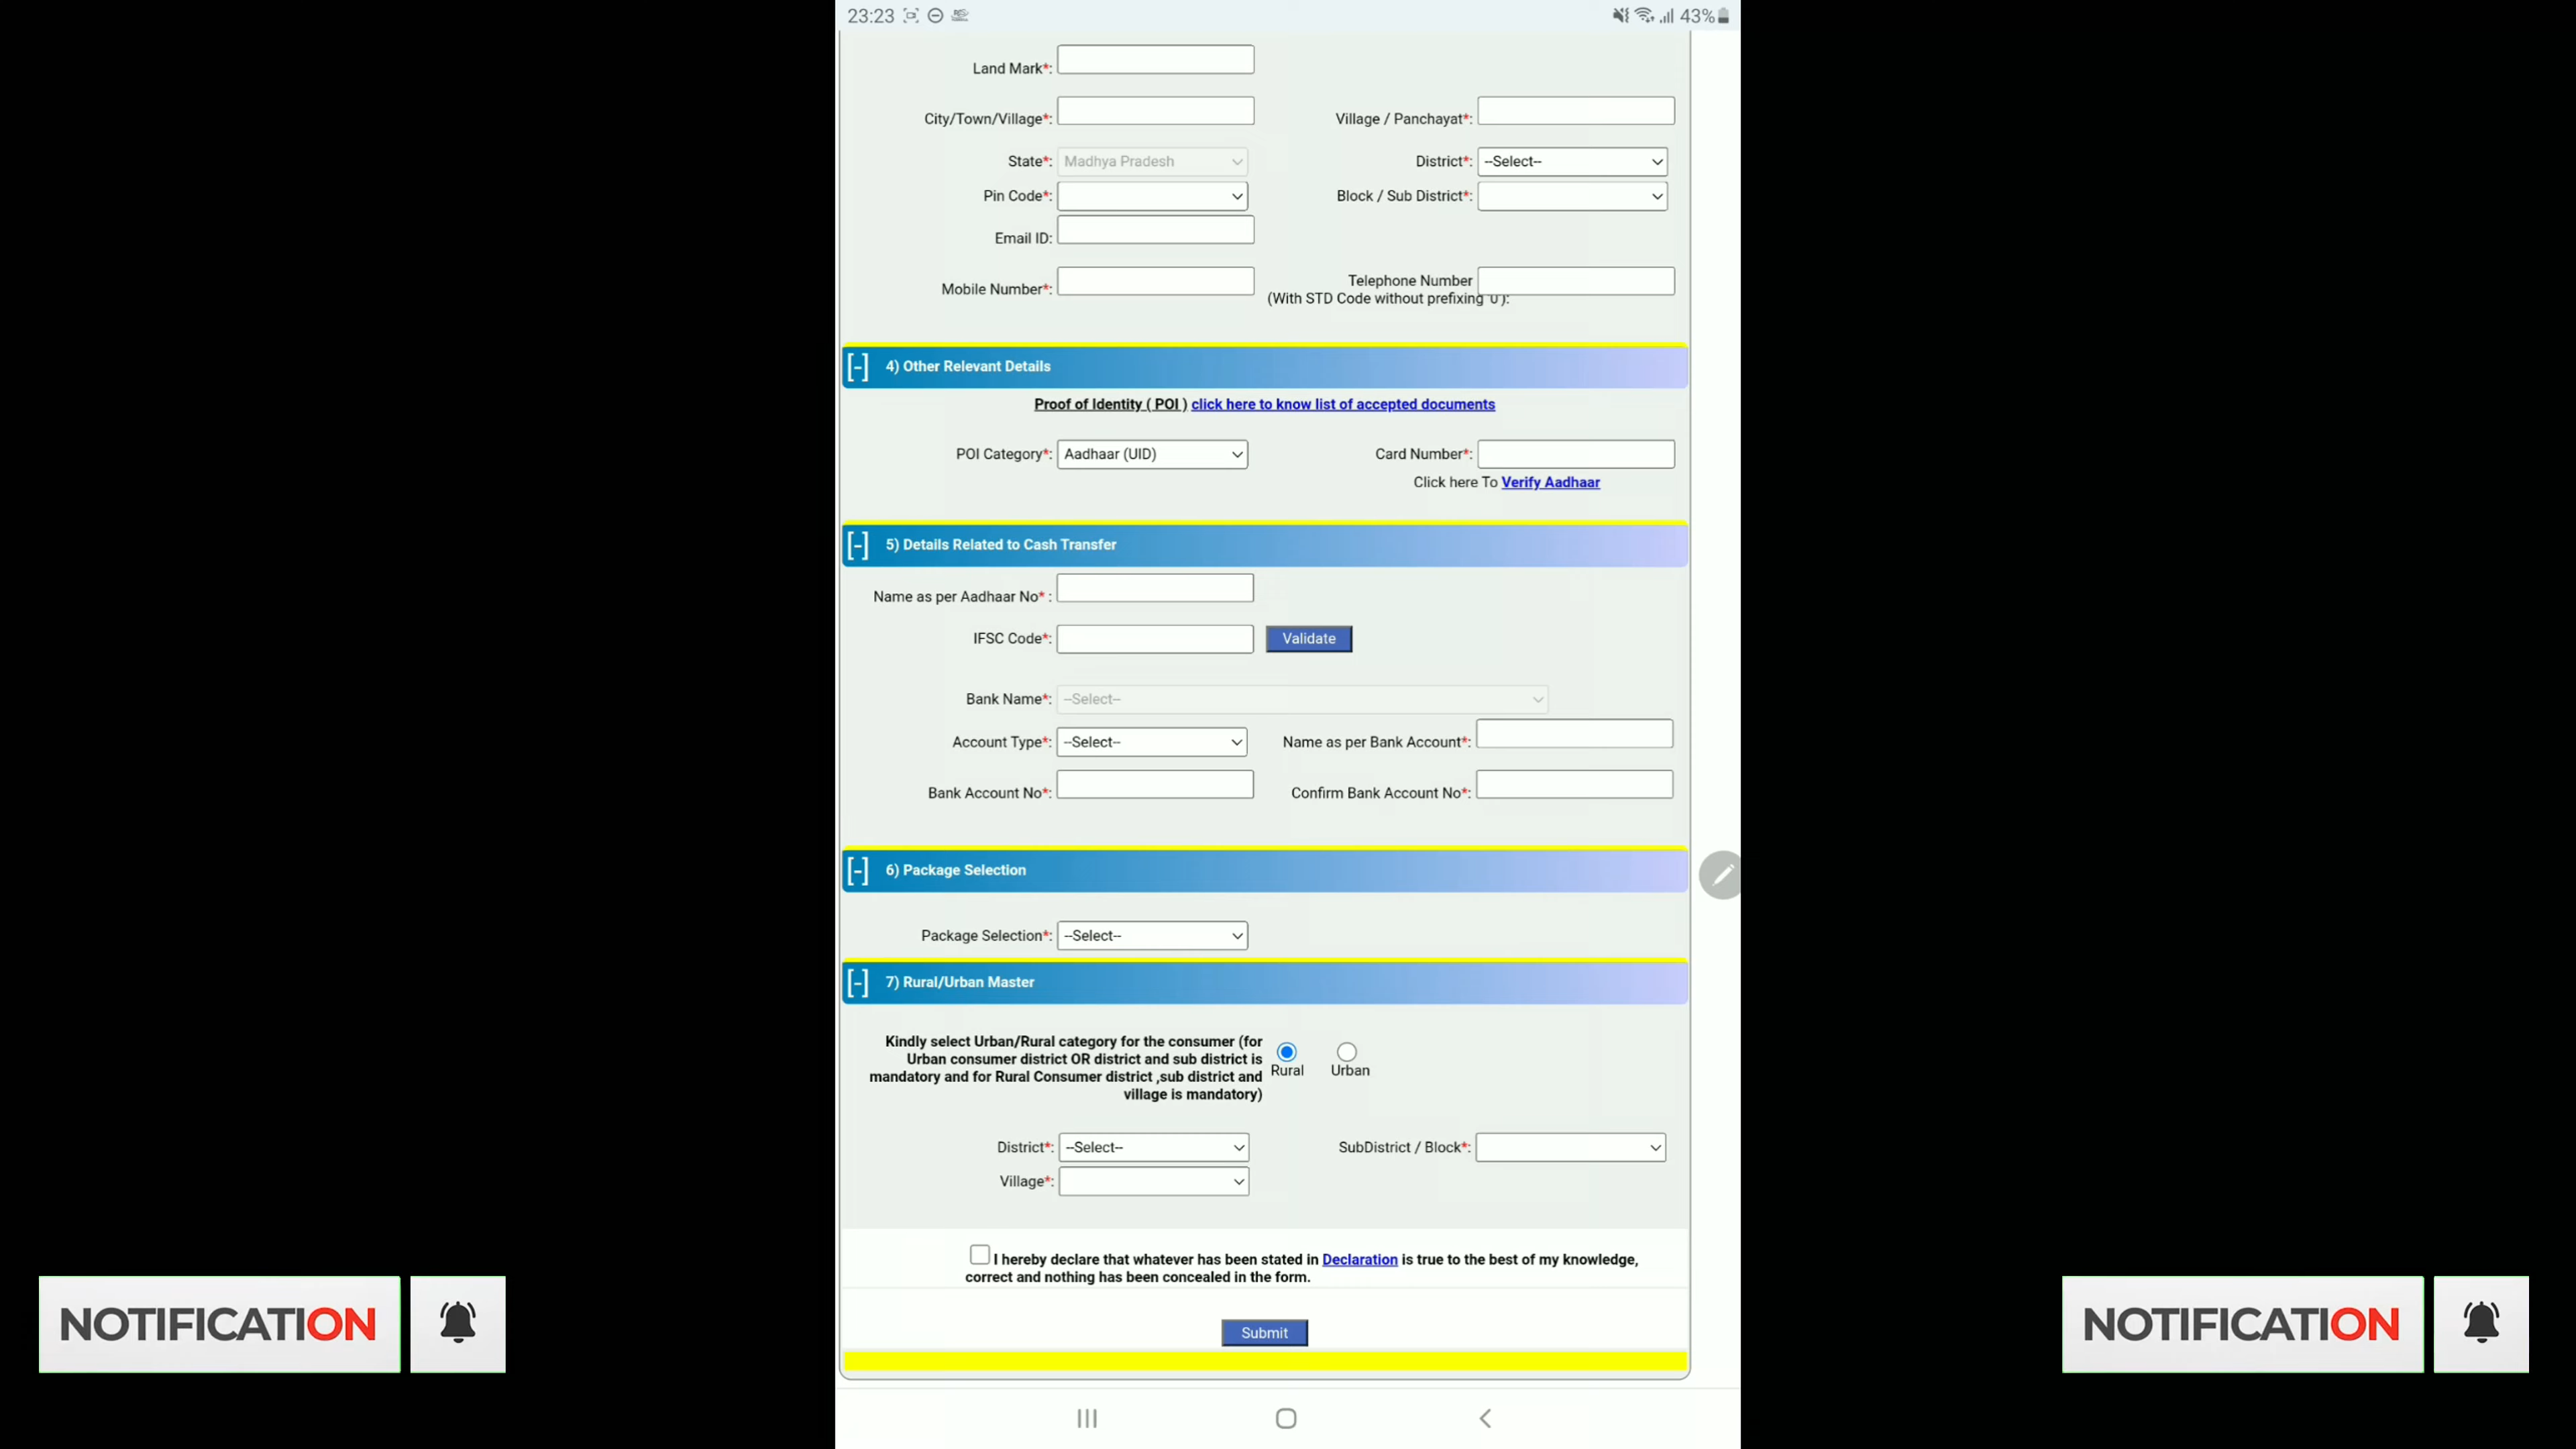 23:23 43%
Land Mark*:
City/Town/Village*: Village / Panchayat*:
State*: Madhya Pradesh District*: --Select--
Pin Code*: Block / Sub District*:
Email ID:
Mobile Number*: Telephone Number
(With STD Code without prefixing '0'):
[-] 4) Other Relevant Details
Proof of Identity ( POI ) click here to know list of accepted documents
POI Category*: Aadhaar (UID) Card Number*:
Click here To Verify Aadhaar
[-] 5) Details Related to Cash Transfer
Name as per Aadhaar No* :
IFSC Code*: Validate
Bank Name*: --Select--
Account Type*: --Select-- Name as per Bank Account*:
Bank Account No*: Confirm Bank Account No*:
[-] 6) Package Selection
Package Selection*: --Select--
[-] 7) Rural/Urban Master
Kindly select Urban/Rural category for the consumer (for
Urban consumer district OR district and sub district is
mandatory and for Rural Consumer district ,sub district and
village is mandatory)
Rural Urban
District*: --Select-- SubDistrict / Block*:
Village*:
I hereby declare that whatever has been stated in Declaration is true to the best of my knowledge,
correct and nothing has been concealed in the form.
Submit
NOTIFICATION
NOTIFICATION